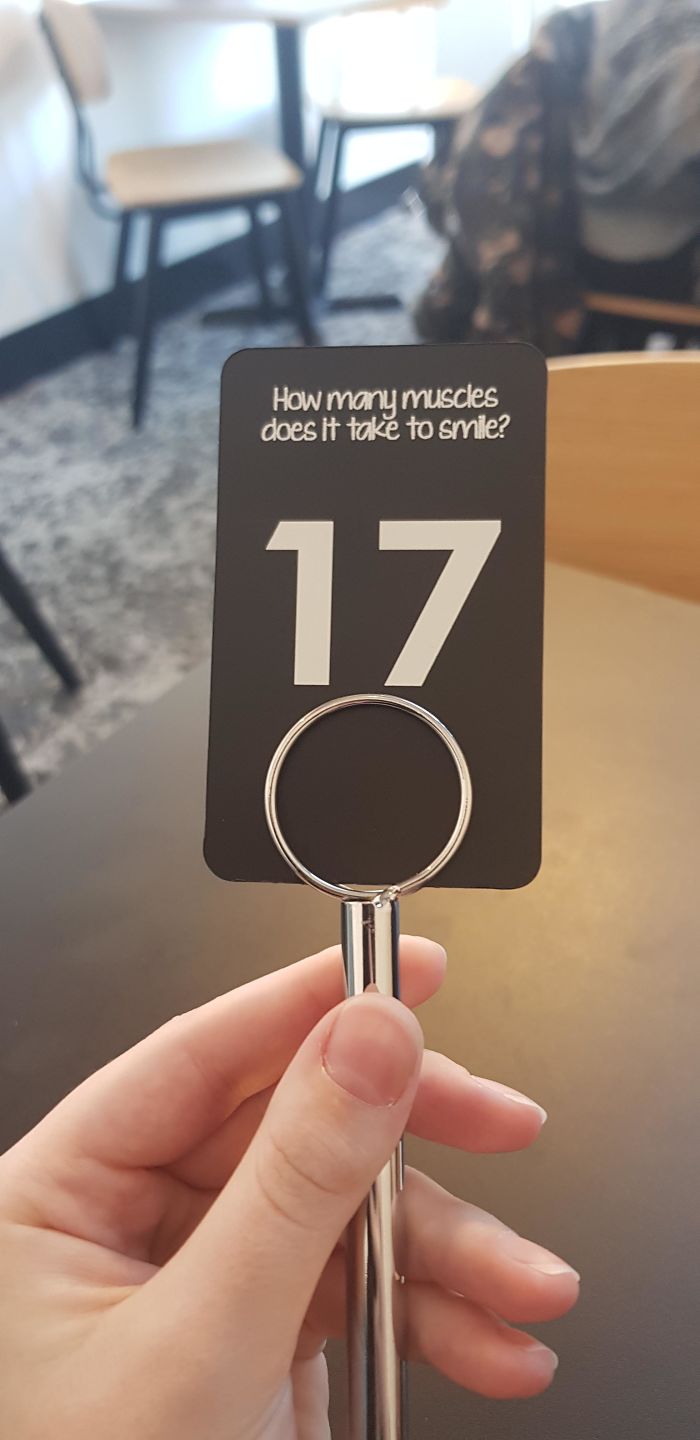 How many muscles
does it take to smile?
17